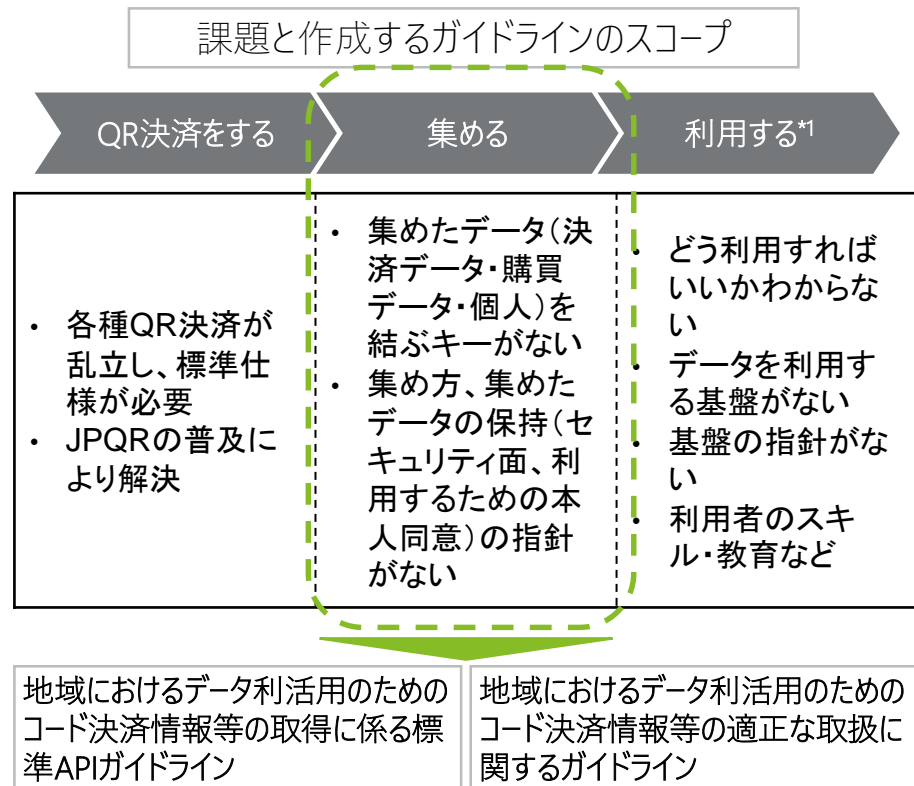 課題と作成するガイドラインのスコープ
QR決済をする
集める
利用する*1
・ 各種QR決済が
乱立し、標準仕
様が必要
・ JPQRの普及に
より解決
・ 集めたデータ(決
済データ・購買
データ・個人)を
結ぶキーがない
・ 集め方、集めた
データの保持(セ
キュリティ面、利
用するための本
人同意)の指針
がない
・ どう利用すれば
いいかわからな
い
・ データを利用す
る基盤がない
・ 基盤の指針がな
い
・ 利用者のスキ
ル・教育など
地域におけるデータ利活用のための
コード決済情報等の取得に係る標
準APIガイドライン
地域におけるデータ利活用のための
コード決済情報等の適正な取扱に
関するガイドライン